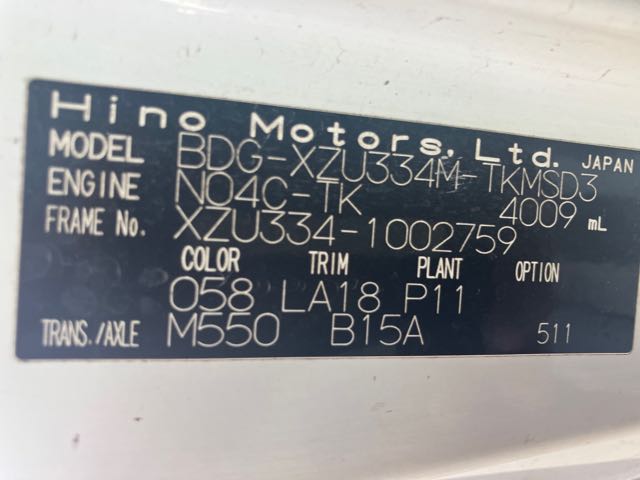 Hino Motors, Ltd. JAPAN
MODEL BDG-XZU334M-TKMSD3
ENGINE N04C-TK 4009 mL
FRAME No. XZU334-1002759
COLOR TRIM PLANT OPTION
058 LA18 P11
TRANS./AXLE M550 B15A 511